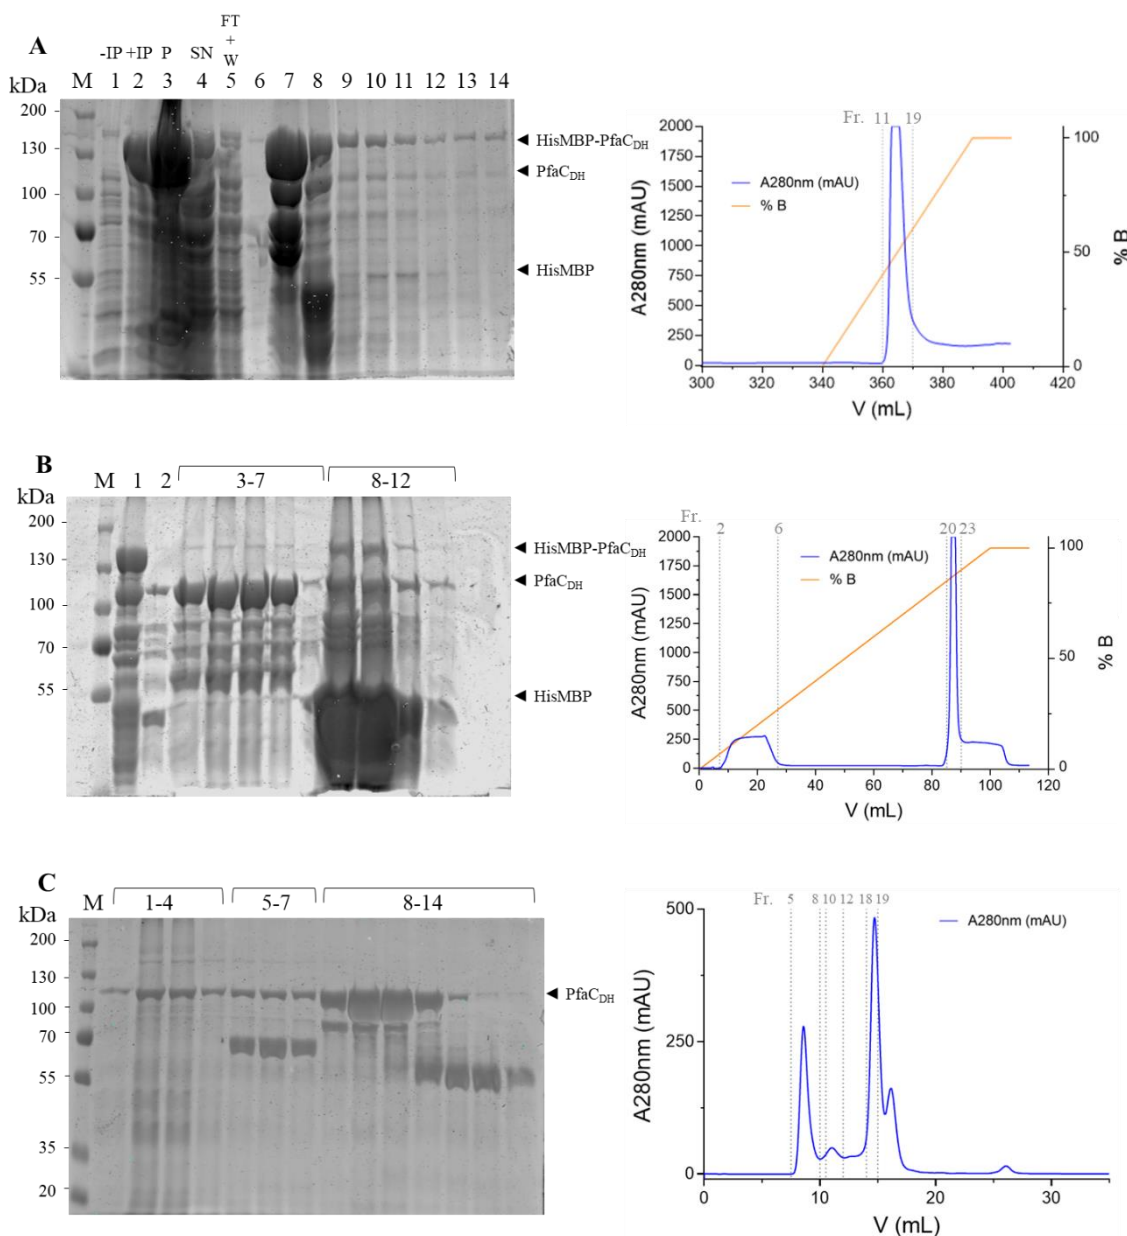 A
-IP +IP P SN FT + W
kDa M 1 2 3 4 5 6 7 8 9 10 11 12 13 14
200
130
100
70
55
HisMBP-PfaCDH
PfaCDH
HisMBP
Fr. 11 19
A280nm (mAU)
2000
1750
1500
1250
1000
750
500
250
0
A280nm (mAU)
% B
100
50
0
% B
300 320 340 360 380 400 420
V (mL)
B
kDa M 1 2 3-7 8-12
200
130
100
70
55
HisMBP-PfaCDH
PfaCDH
HisMBP
Fr. 2 6 20 23
A280nm (mAU)
2000
1750
1500
1250
1000
750
500
250
0
A280nm (mAU)
% B
100
50
0
% B
0 20 40 60 80 100 120
V (mL)
C
kDa M 1-4 5-7 8-14
200
130
100
70
55
35
20
PfaCDH
Fr. 5 8 10 12 18 19
A280nm (mAU)
500
250
0
A280nm (mAU)
0 10 20 30
V (mL)